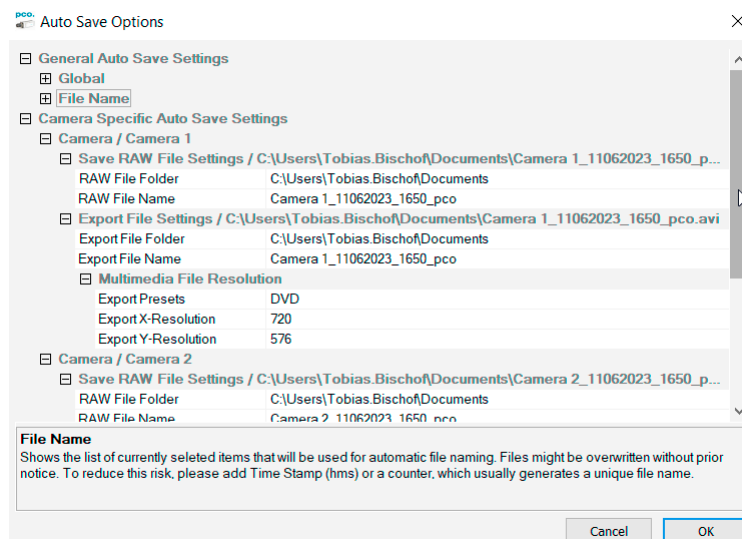 pco.
Auto Save Options
General Auto Save Settings
Global
File Name
Camera Specific Auto Save Settings
Camera / Camera 1
Save RAW File Settings / C:\Users\Tobias.Bischof\Documents\Camera 1_11062023_1650_p...
RAW File Folder C:\Users\Tobias.Bischof\Documents
RAW File Name Camera 1_11062023_1650_pco
Export File Settings / C:\Users\Tobias.Bischof\Documents\Camera 1_11062023_1650_pco.avi
Export File Folder C:\Users\Tobias.Bischof\Documents
Export File Name Camera 1_11062023_1650_pco
Multimedia File Resolution
Export Presets DVD
Export X-Resolution 720
Export Y-Resolution 576
Camera / Camera 2
Save RAW File Settings / C:\Users\Tobias.Bischof\Documents\Camera 2_11062023_1650_p...
RAW File Folder C:\Users\Tobias.Bischof\Documents
RAW File Name Camera 2_11062023_1650_pco
File Name
Shows the list of currently seleted items that will be used for automatic file naming. Files might be overwritten without prior
notice. To reduce this risk, please add Time Stamp (hms) or a counter, which usually generates a unique file name.
Cancel OK